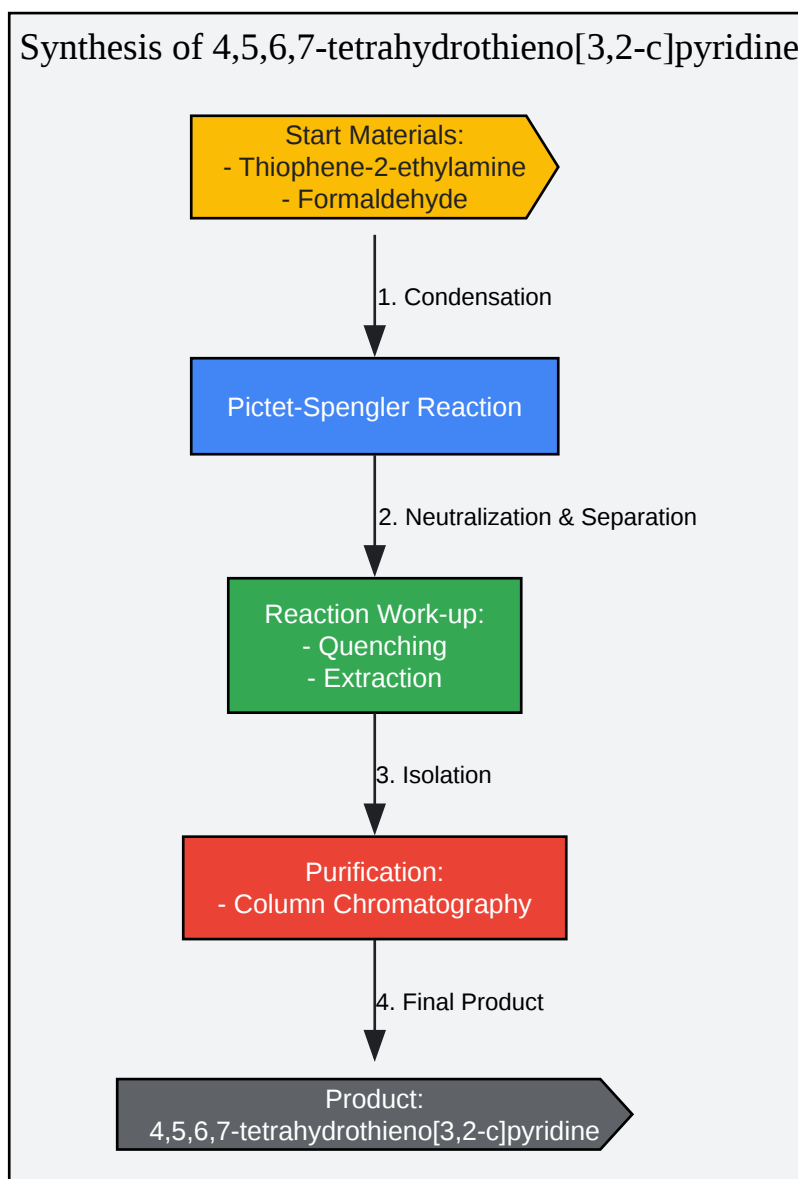 Synthesis of 4,5,6,7-tetrahydrothieno[3,2-c]pyridine
Start Materials:
- Thiophene-2-ethylamine
- Formaldehyde
1. Condensation
Pictet-Spengler Reaction
2. Neutralization & Separation
Reaction Work-up:
- Quenching
- Extraction
3. Isolation
Purification:
- Column Chromatography
4. Final Product
Product:
4,5,6,7-tetrahydrothieno[3,2-c]pyridine